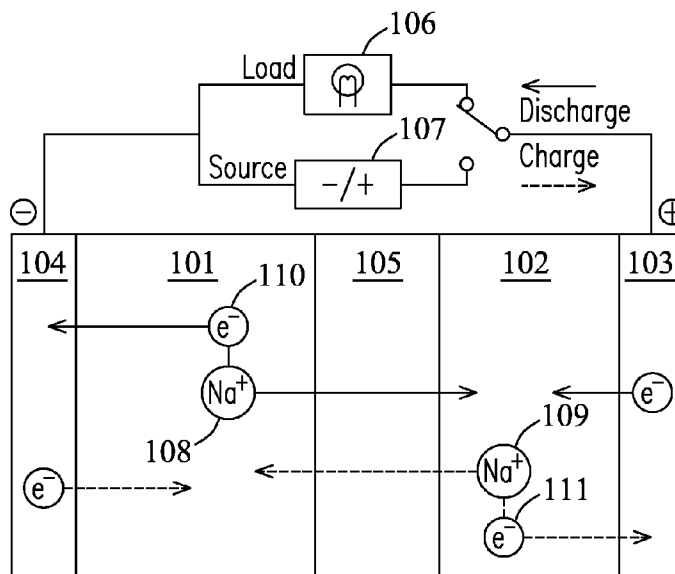 106
Load
Discharge
107
Charge
Source
-/+
⊖
⊕
104
101
105
102
103
110
e⁻
Na⁺
e⁻
108
109
Na⁺
e⁻
111
e⁻